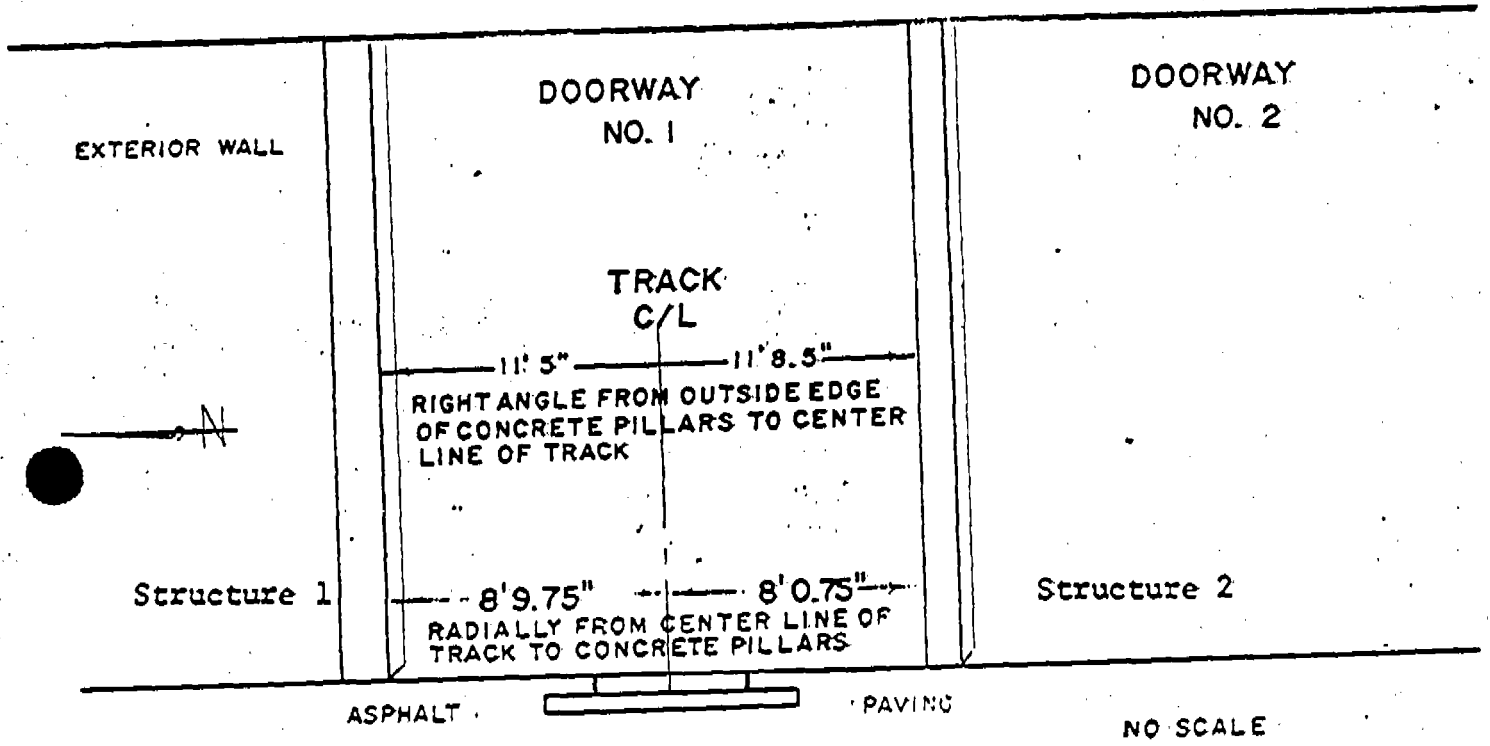 DOORWAY
NO. 1
DOORWAY
NO. 2
EXTERIOR WALL
TRACK
C/L
11' 5" 11' 8.5"
RIGHT ANGLE FROM OUTSIDE EDGE
OF CONCRETE PILLARS TO CENTER
LINE OF TRACK
N
Structure 1
8' 9.75" 8' 0.75"
Structure 2
RADIALLY FROM CENTER LINE OF
TRACK TO CONCRETE PILLARS
ASPHALT
PAVING
NO SCALE